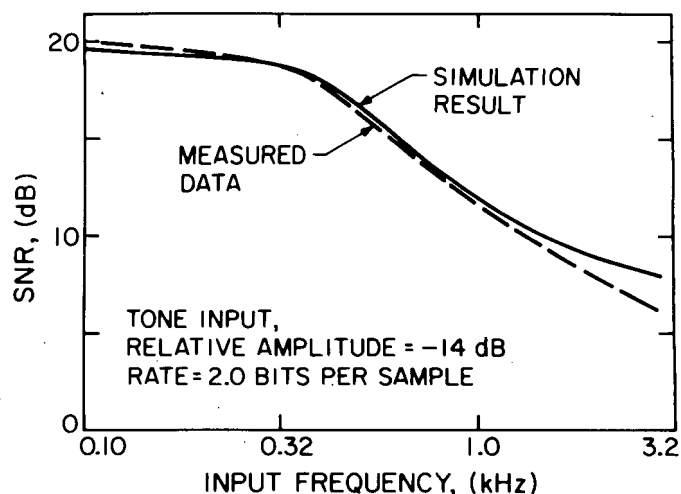 20
SIMULATION
RESULT
MEASURED
DATA
SNR, (dB)
10
TONE INPUT,
RELATIVE AMPLITUDE = -14 dB
RATE = 2.0 BITS PER SAMPLE
0
0.10 0.32 1.0 3.2
INPUT FREQUENCY, (kHz)